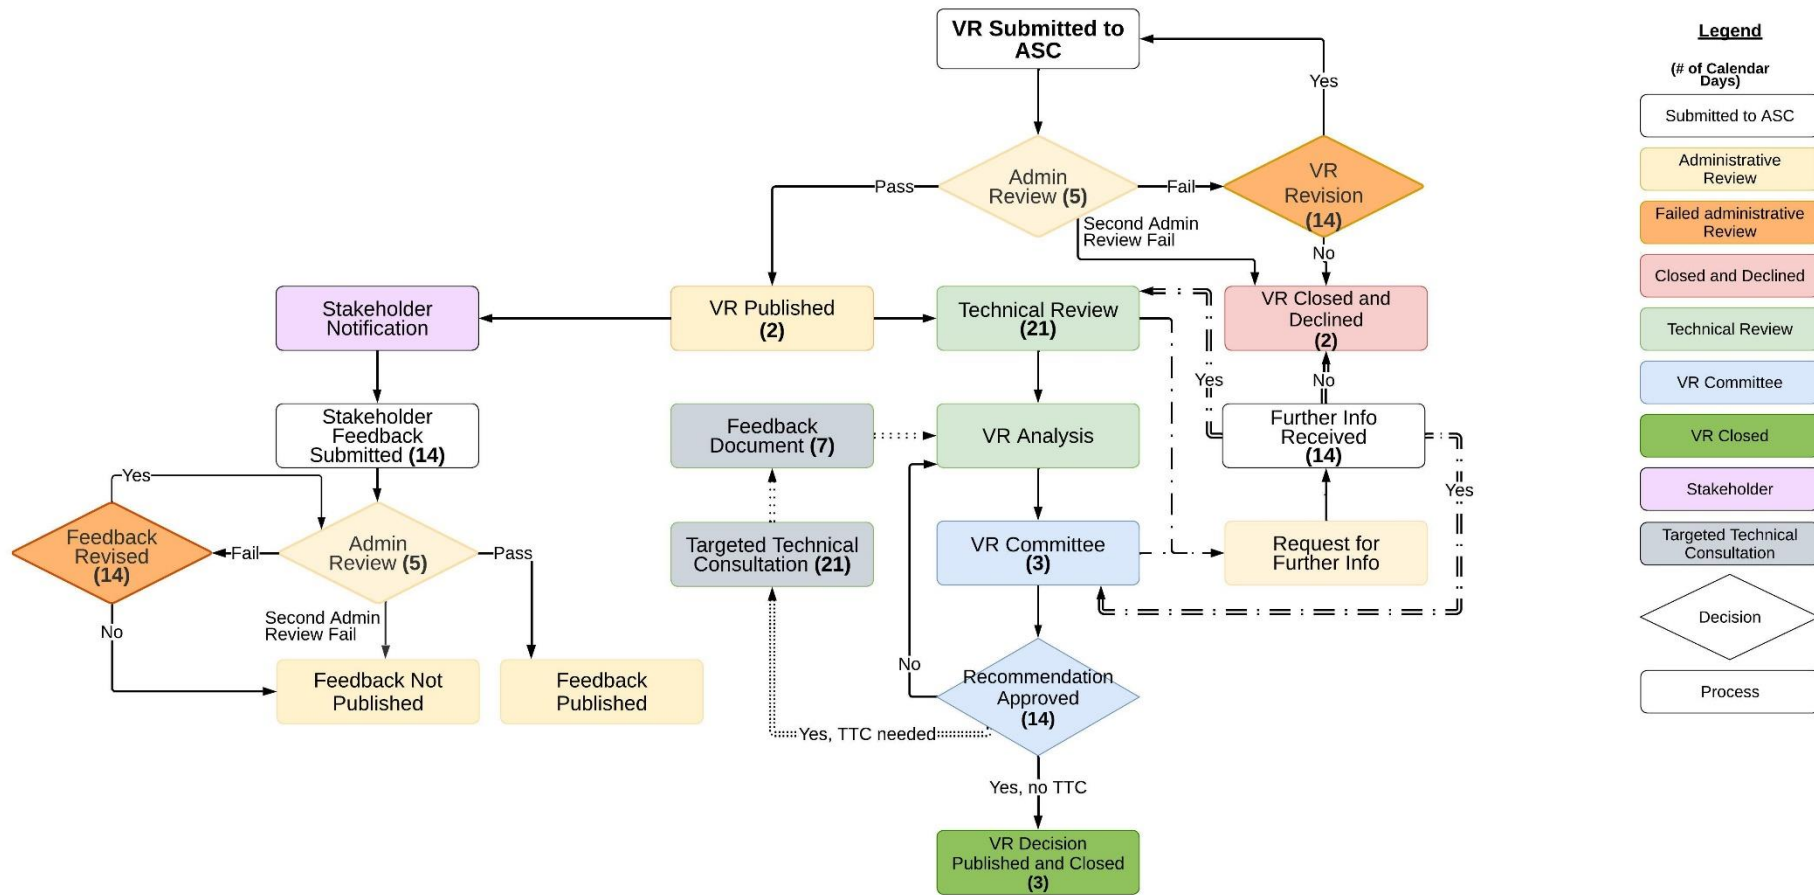 VR Submitted to
ASC
Yes
Admin
Review (5)
Pass
Fail
VR
Revision
(14)
Second Admin
Review Fail
No
Stakeholder
Notification
VR Published
(2)
Technical Review
(21)
VR Closed and
Declined
(2)
Yes
No
Stakeholder
Feedback
Submitted (14)
Feedback
Document (7)
VR Analysis
Further Info
Received
(14)
Yes
Yes
Feedback
Revised
(14)
Fail
Admin
Review (5)
Pass
Targeted Technical
Consultation (21)
VR Committee
(3)
Request for
Further Info
No
Second Admin
Review Fail
Feedback Not
Published
Feedback
Published
No
Recommendation
Approved
(14)
Yes, TTC needed
Yes, no TTC
VR Decision
Published and Closed
(3)
Legend
(# of Calendar
Days)
Submitted to ASC
Administrative
Review
Failed administrative
Review
Closed and Declined
Technical Review
VR Committee
VR Closed
Stakeholder
Targeted Technical
Consultation
Decision
Process